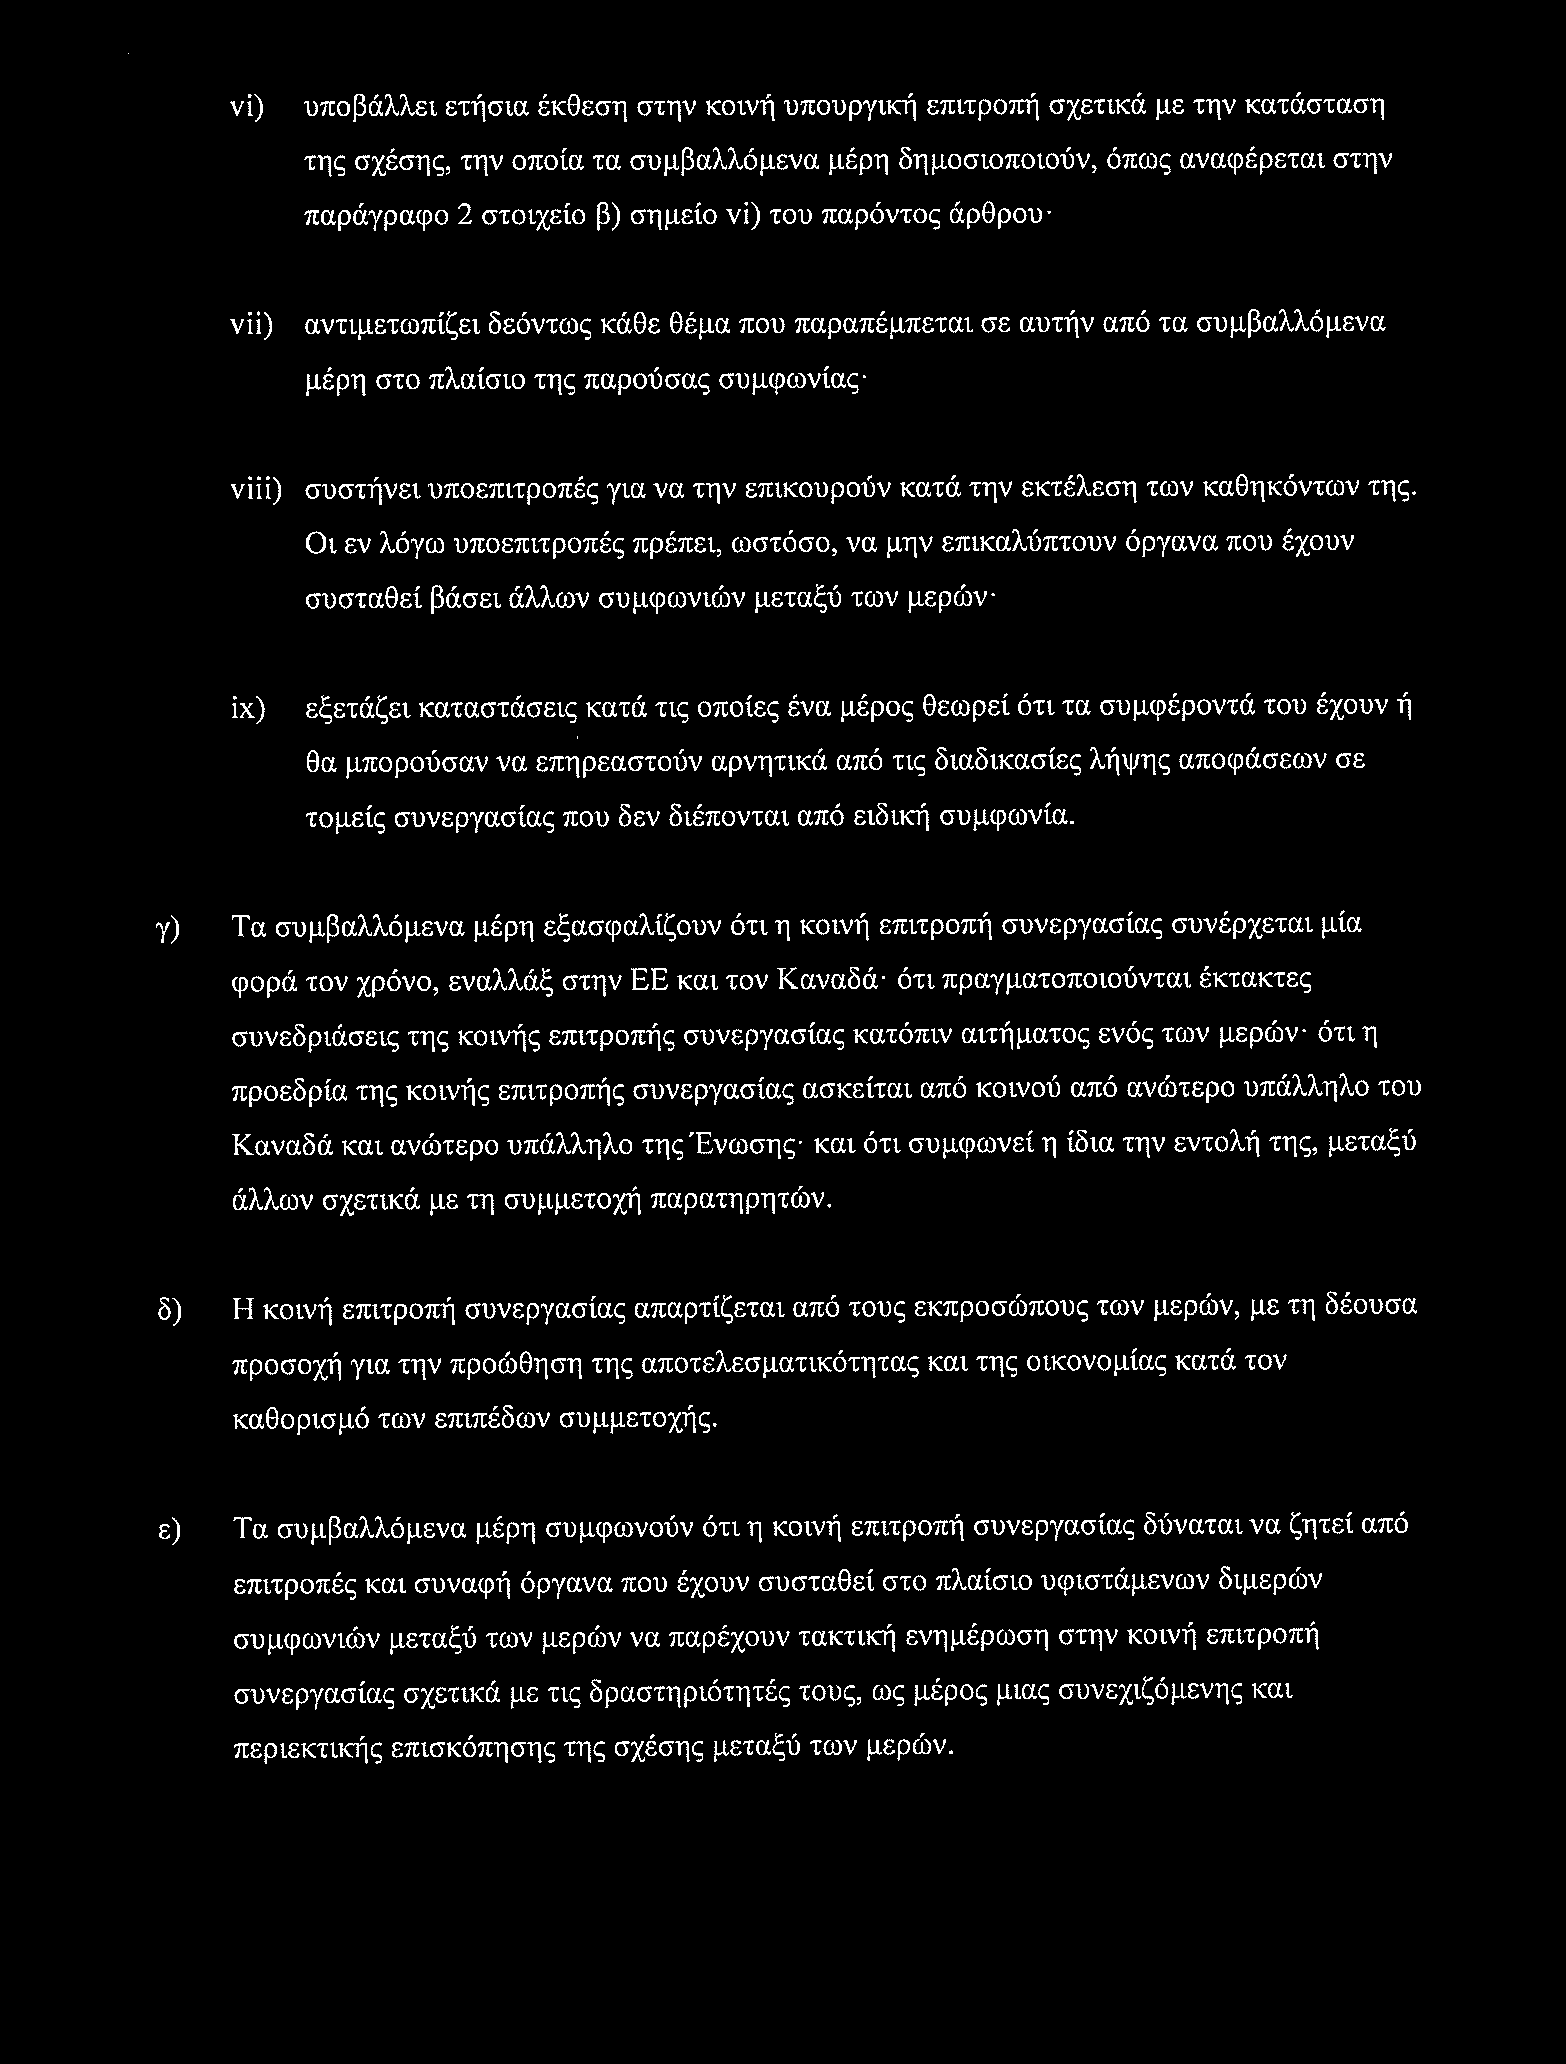 vi) υποβάλλει ετήσια έκθεση στην κοινή υπουργική επιτροπή σχετικά με την κατάσταση
της σχέσης, την οποία τα συμβαλλόμενα μέρη δημοσιοποιούν, όπως αναφέρεται στην
παράγραφο 2 στοιχείο β) σημείο vi) του παρόντος άρθρου·
vii) αντιμετωπίζει δεόντως κάθε θέμα που παραπέμπεται σε αυτήν από τα συμβαλλόμενα
μέρη στο πλαίσιο της παρούσας συμφωνίας·
viii) συστήνει υποεπιτροπές για να την επικουρούν κατά την εκτέλεση των καθηκόντων της.
Οι εν λόγω υποεπιτροπές πρέπει, ωστόσο, να μην επικαλύπτουν όργανα που έχουν
συσταθεί βάσει άλλων συμφωνιών μεταξύ των μερών·
ix) εξετάζει καταστάσεις κατά τις οποίες ένα μέρος θεωρεί ότι τα συμφέροντά του έχουν ή
θα μπορούσαν να επηρεαστούν αρνητικά από τις διαδικασίες λήψης αποφάσεων σε
τομείς συνεργασίας που δεν διέπονται από ειδική συμφωνία.
γ) Τα συμβαλλόμενα μέρη εξασφαλίζουν ότι η κοινή επιτροπή συνεργασίας συνέρχεται μία
φορά τον χρόνο, εναλλάξ στην ΕΕ και τον Καναδά· ότι πραγματοποιούνται έκτακτες
συνεδριάσεις της κοινής επιτροπής συνεργασίας κατόπιν αιτήματος ενός των μερών· ότι η
προεδρία της κοινής επιτροπής συνεργασίας ασκείται από κοινού από ανώτερο υπάλληλο του
Καναδά και ανώτερο υπάλληλο της Ένωσης· και ότι συμφωνεί η ίδια την εντολή της, μεταξύ
άλλων σχετικά με τη συμμετοχή παρατηρητών.
δ) Η κοινή επιτροπή συνεργασίας απαρτίζεται από τους εκπροσώπους των μερών, με τη δέουσα
προσοχή για την προώθηση της αποτελεσματικότητας και της οικονομίας κατά τον
καθορισμό των επιπέδων συμμετοχής.
ε) Τα συμβαλλόμενα μέρη συμφωνούν ότι η κοινή επιτροπή συνεργασίας δύναται να ζητεί από
επιτροπές και συναφή όργανα που έχουν συσταθεί στο πλαίσιο υφιστάμενων διμερών
συμφωνιών μεταξύ των μερών να παρέχουν τακτική ενημέρωση στην κοινή επιτροπή
συνεργασίας σχετικά με τις δραστηριότητές τους, ως μέρος μιας συνεχιζόμενης και
περιεκτικής επισκόπησης της σχέσης μεταξύ των μερών.